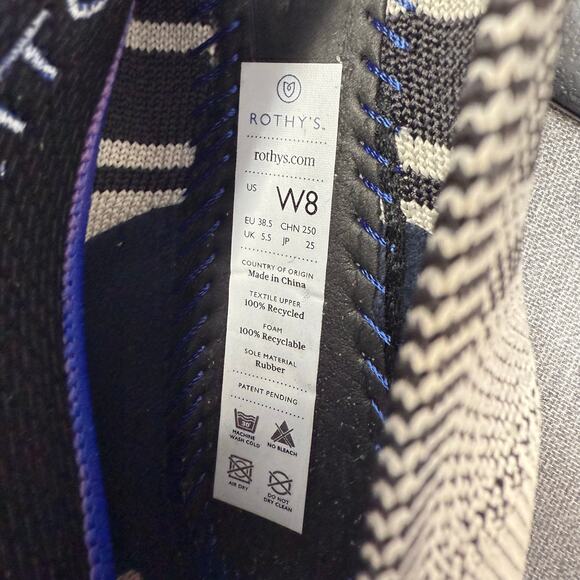 ROTHY'S™
rothys.com
US W8
EU 38.5 CHN 250
UK 5.5 JP 25
COUNTRY OF ORIGIN
Made in China
TEXTILE UPPER
100% Recycled
FOAM
100% Recyclable
SOLE MATERIAL
Rubber
PATENT PENDING
30°
MACHINE WASH COLD
NO BLEACH
AIR DRY
DO NOT DRY CLEAN